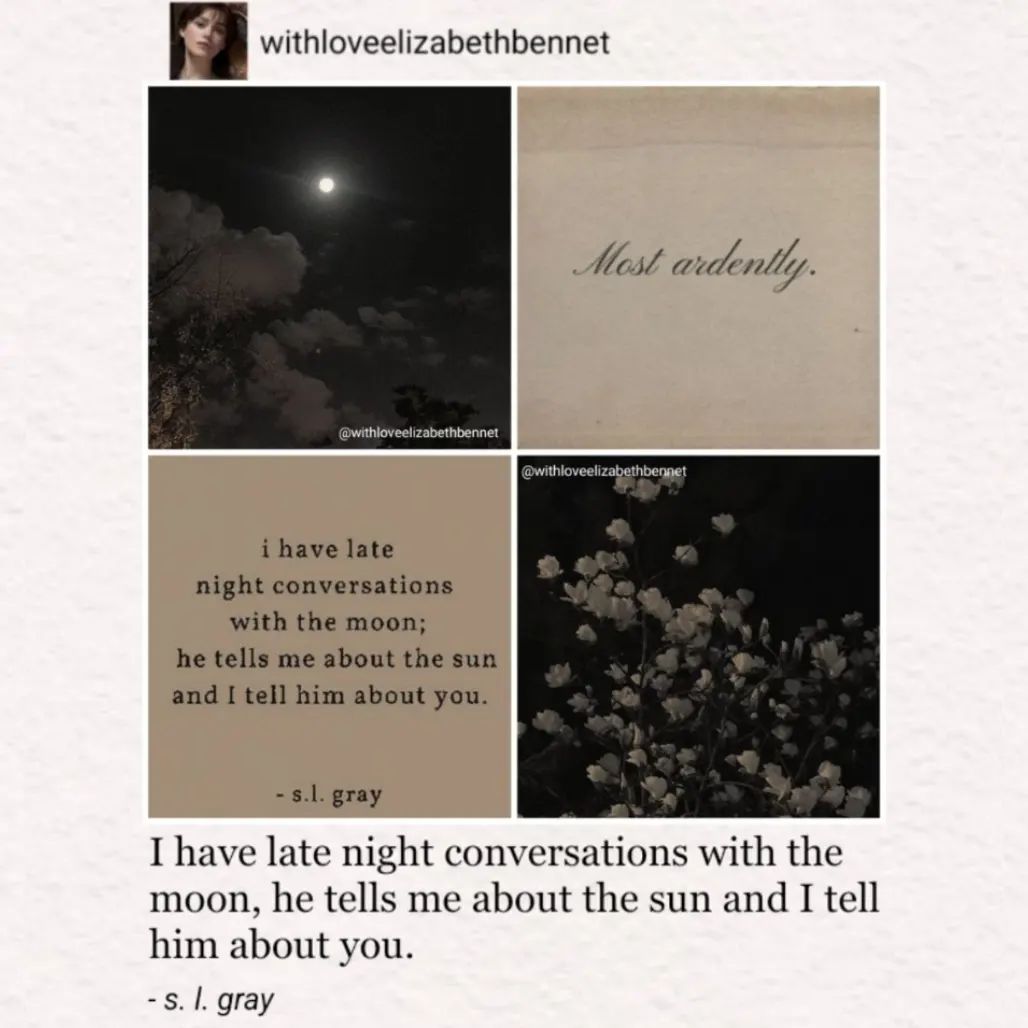 withloveelizabethbennet
@withloveelizabethbennet
Most ardently.
i have late
night conversations
with the moon;
he tells me about the sun
and I tell him about you.
- s.l. gray
@withloveelizabethbennet
I have late night conversations with the
moon, he tells me about the sun and I tell
him about you.
- s. l. gray